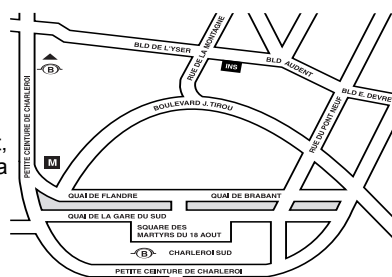 BLD DE L'YSER
RUE DE LA MONTAGNE
BLD AUDENT
INS
B
PETITE CEINTURE DE CHARLEROI
BOULEVARD J. TIROU
BLD E. DEVRE
RUE DU PONT NEUF
M
QUAI DE FLANDRE
QUAI DE BRABANT
QUAI DE LA GARE DU SUD
SQUARE DES
MARTYRS DU 18 AOUT
B
CHARLEROI SUD
PETITE CEINTURE DE CHARLEROI